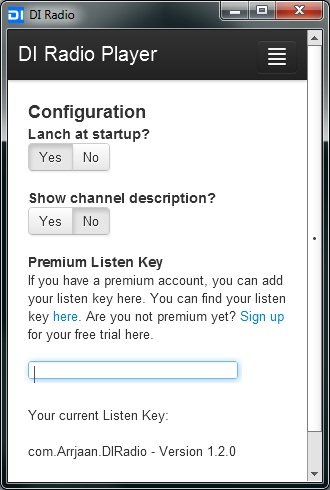 DI DI Radio
DI Radio Player
Configuration
Lanch at startup?
Yes No
Show channel description?
Yes No
Premium Listen Key
If you have a premium account, you can add
your listen key here. You can find your listen
key here. Are you not premium yet? Sign up
for your free trial here.
Your current Listen Key:
com.Arrjaan.DIRadio - Version 1.2.0